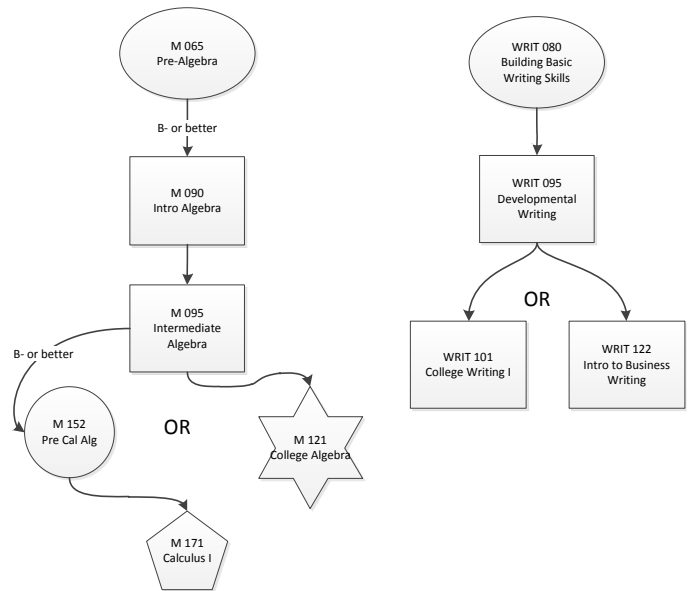 M 065
Pre-Algebra
B- or better
M 090
Intro Algebra
M 095
Intermediate
Algebra
B- or better
M 152
Pre Cal Alg
OR
M 121
College Algebra
M 171
Calculus I
WRIT 080
Building Basic
Writing Skills
WRIT 095
Developmental
Writing
OR
WRIT 101
College Writing I
WRIT 122
Intro to Business
Writing